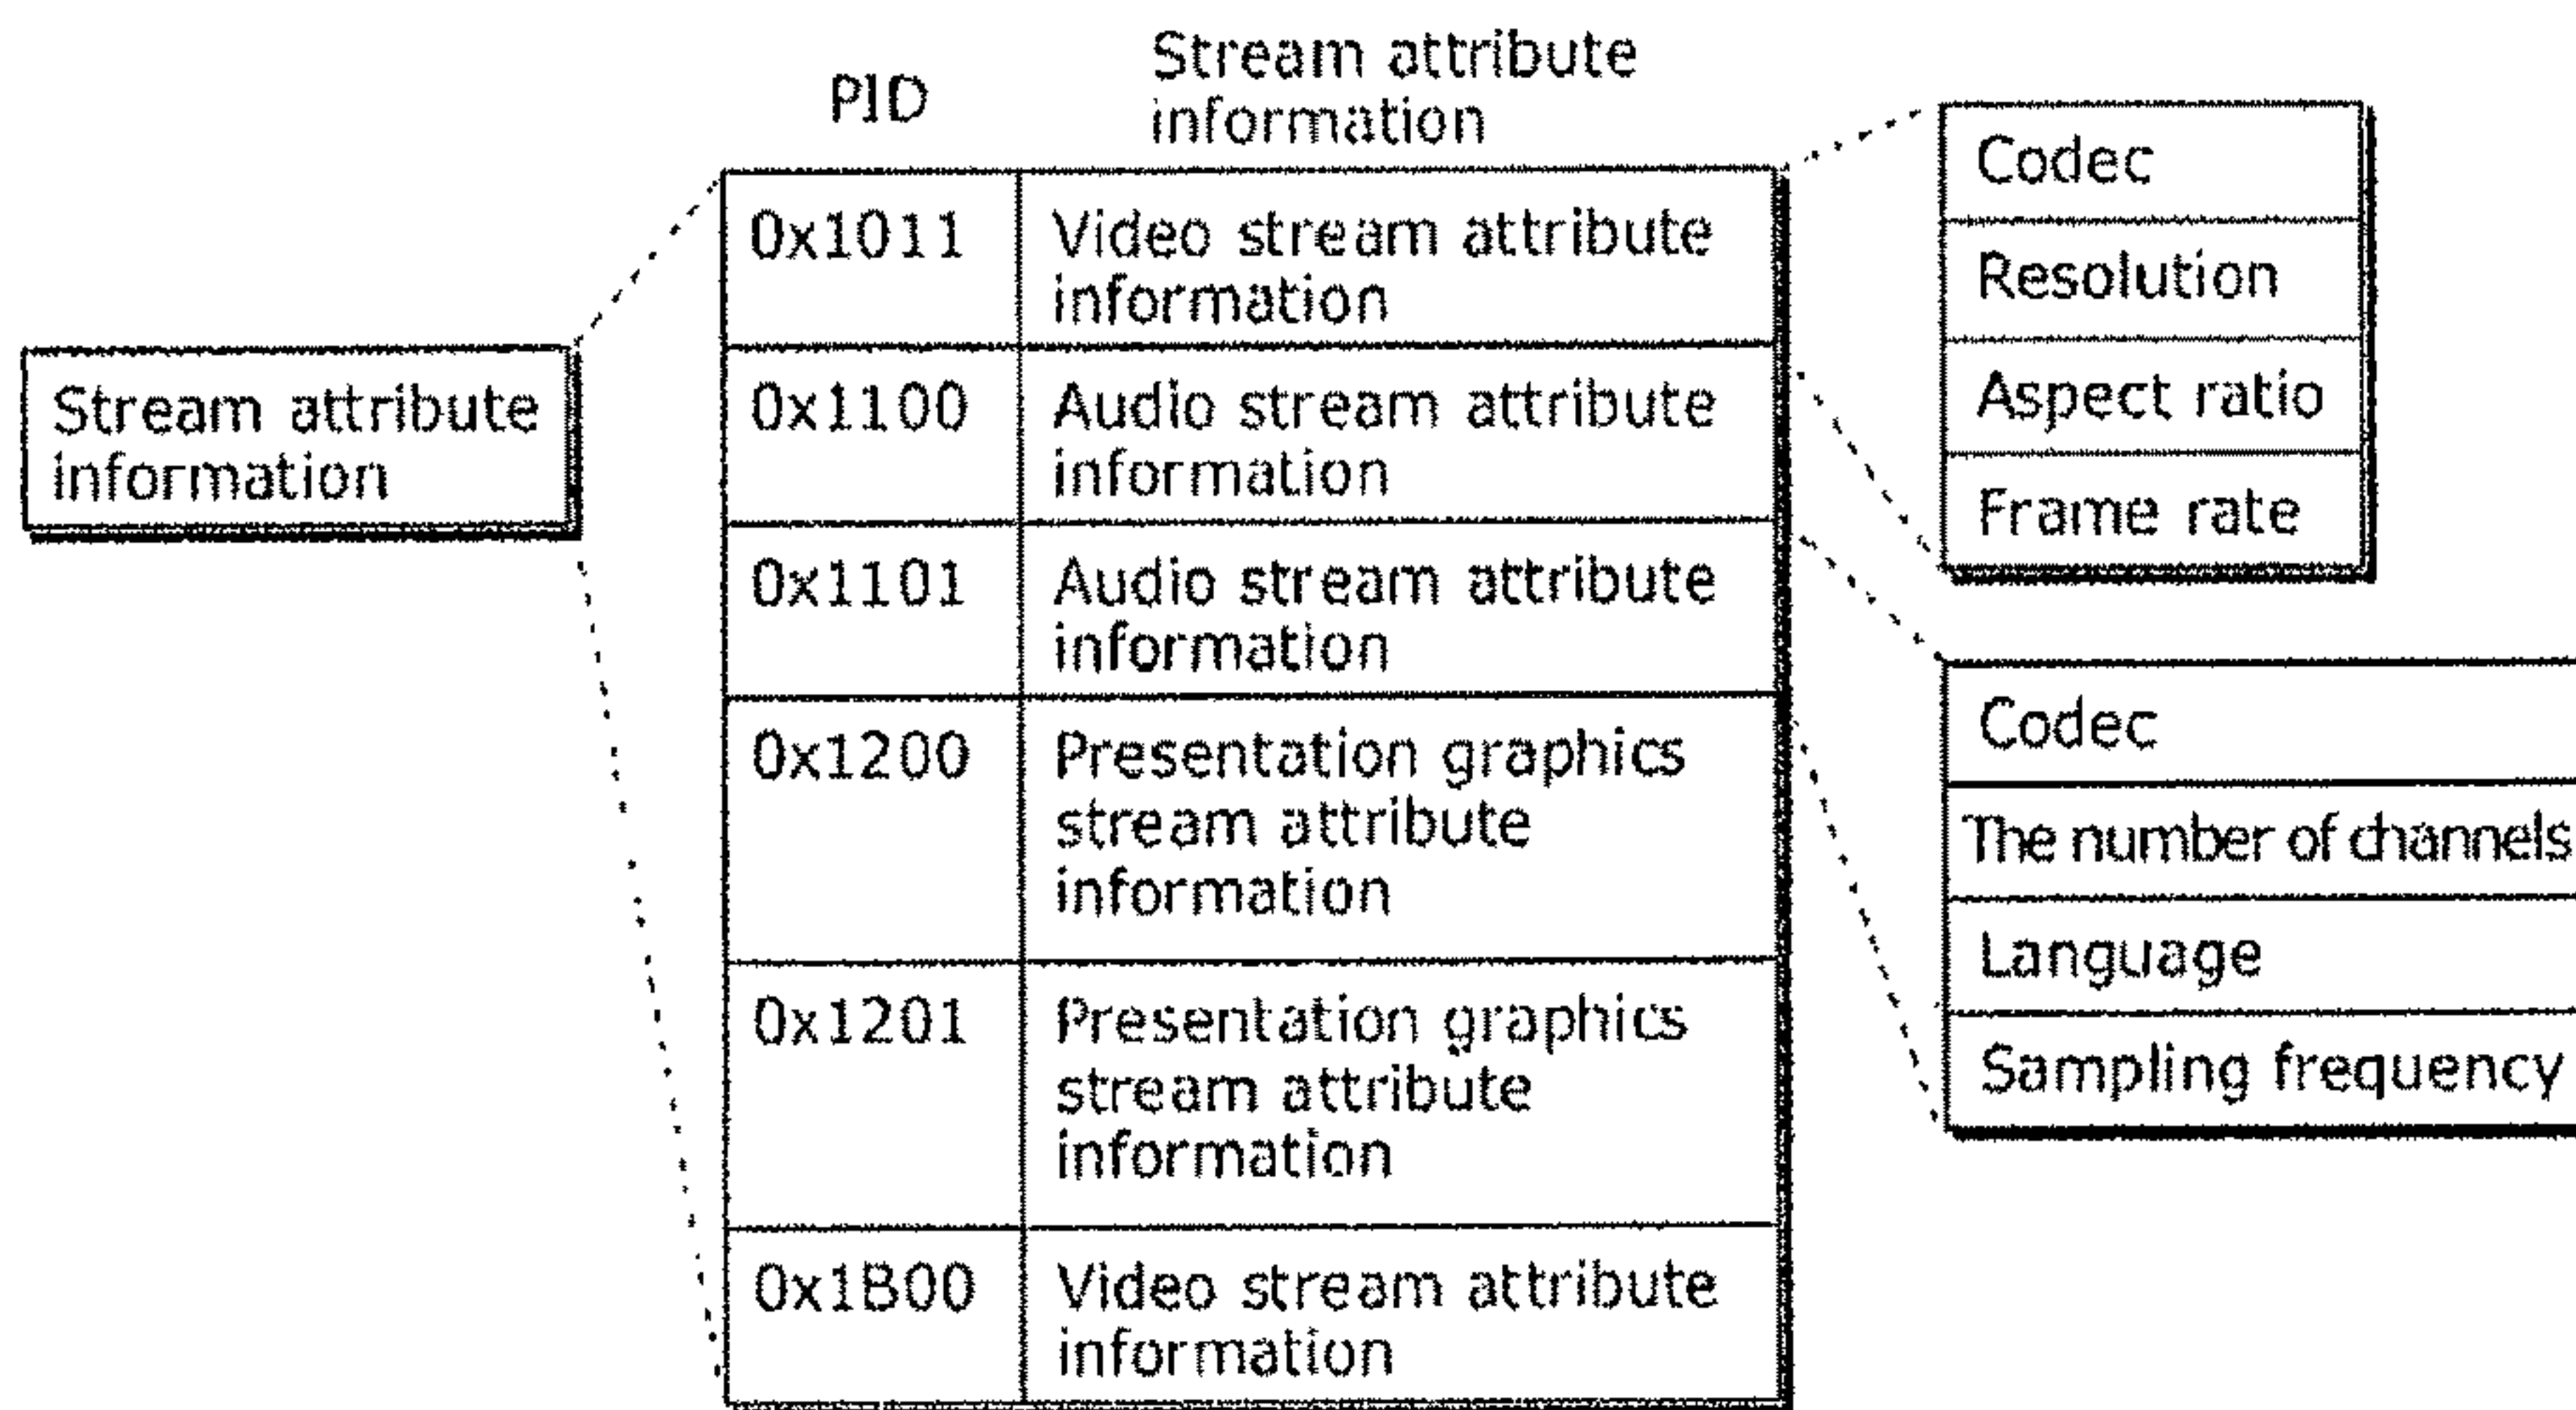 Stream attribute
information
PID
Stream attribute
information
0x1011
Video stream attribute
information
0x1100
Audio stream attribute
information
0x1101
Audio stream attribute
information
0x1200
Presentation graphics
stream attribute
information
0x1201
Presentation graphics
stream attribute
information
0x1B00
Video stream attribute
information
Codec
Resolution
Aspect ratio
Frame rate
Codec
The number of channels
Language
Sampling frequency